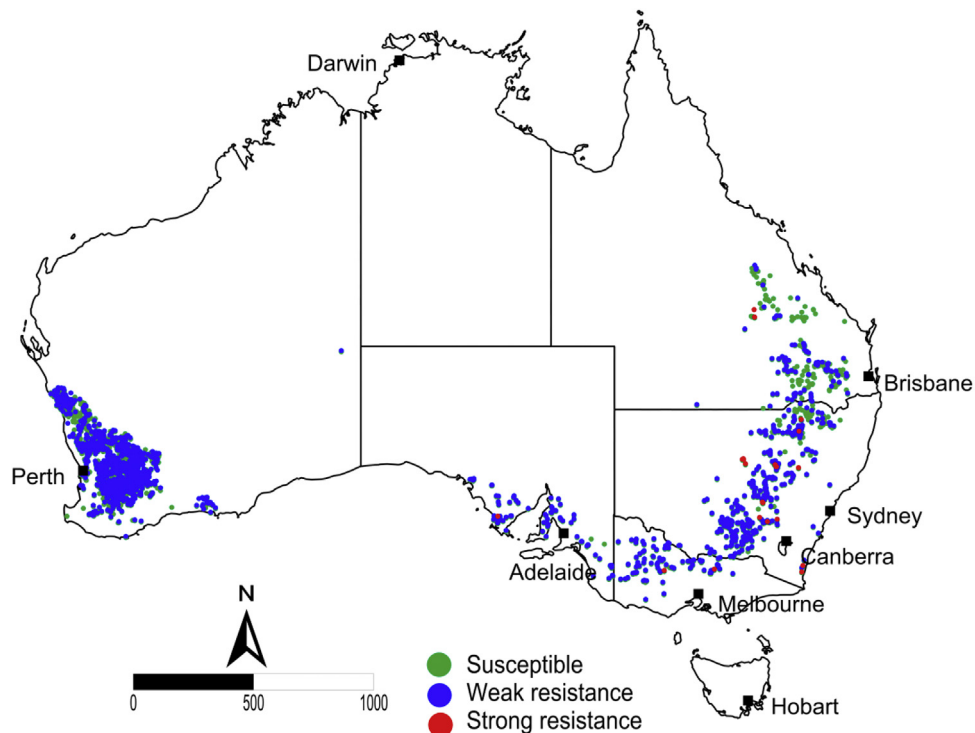 Darwin
Brisbane
Perth
Sydney
Canberra
Adelaide
Melbourne
N
0 500 1000
Susceptible
Weak resistance
Strong resistance
Hobart